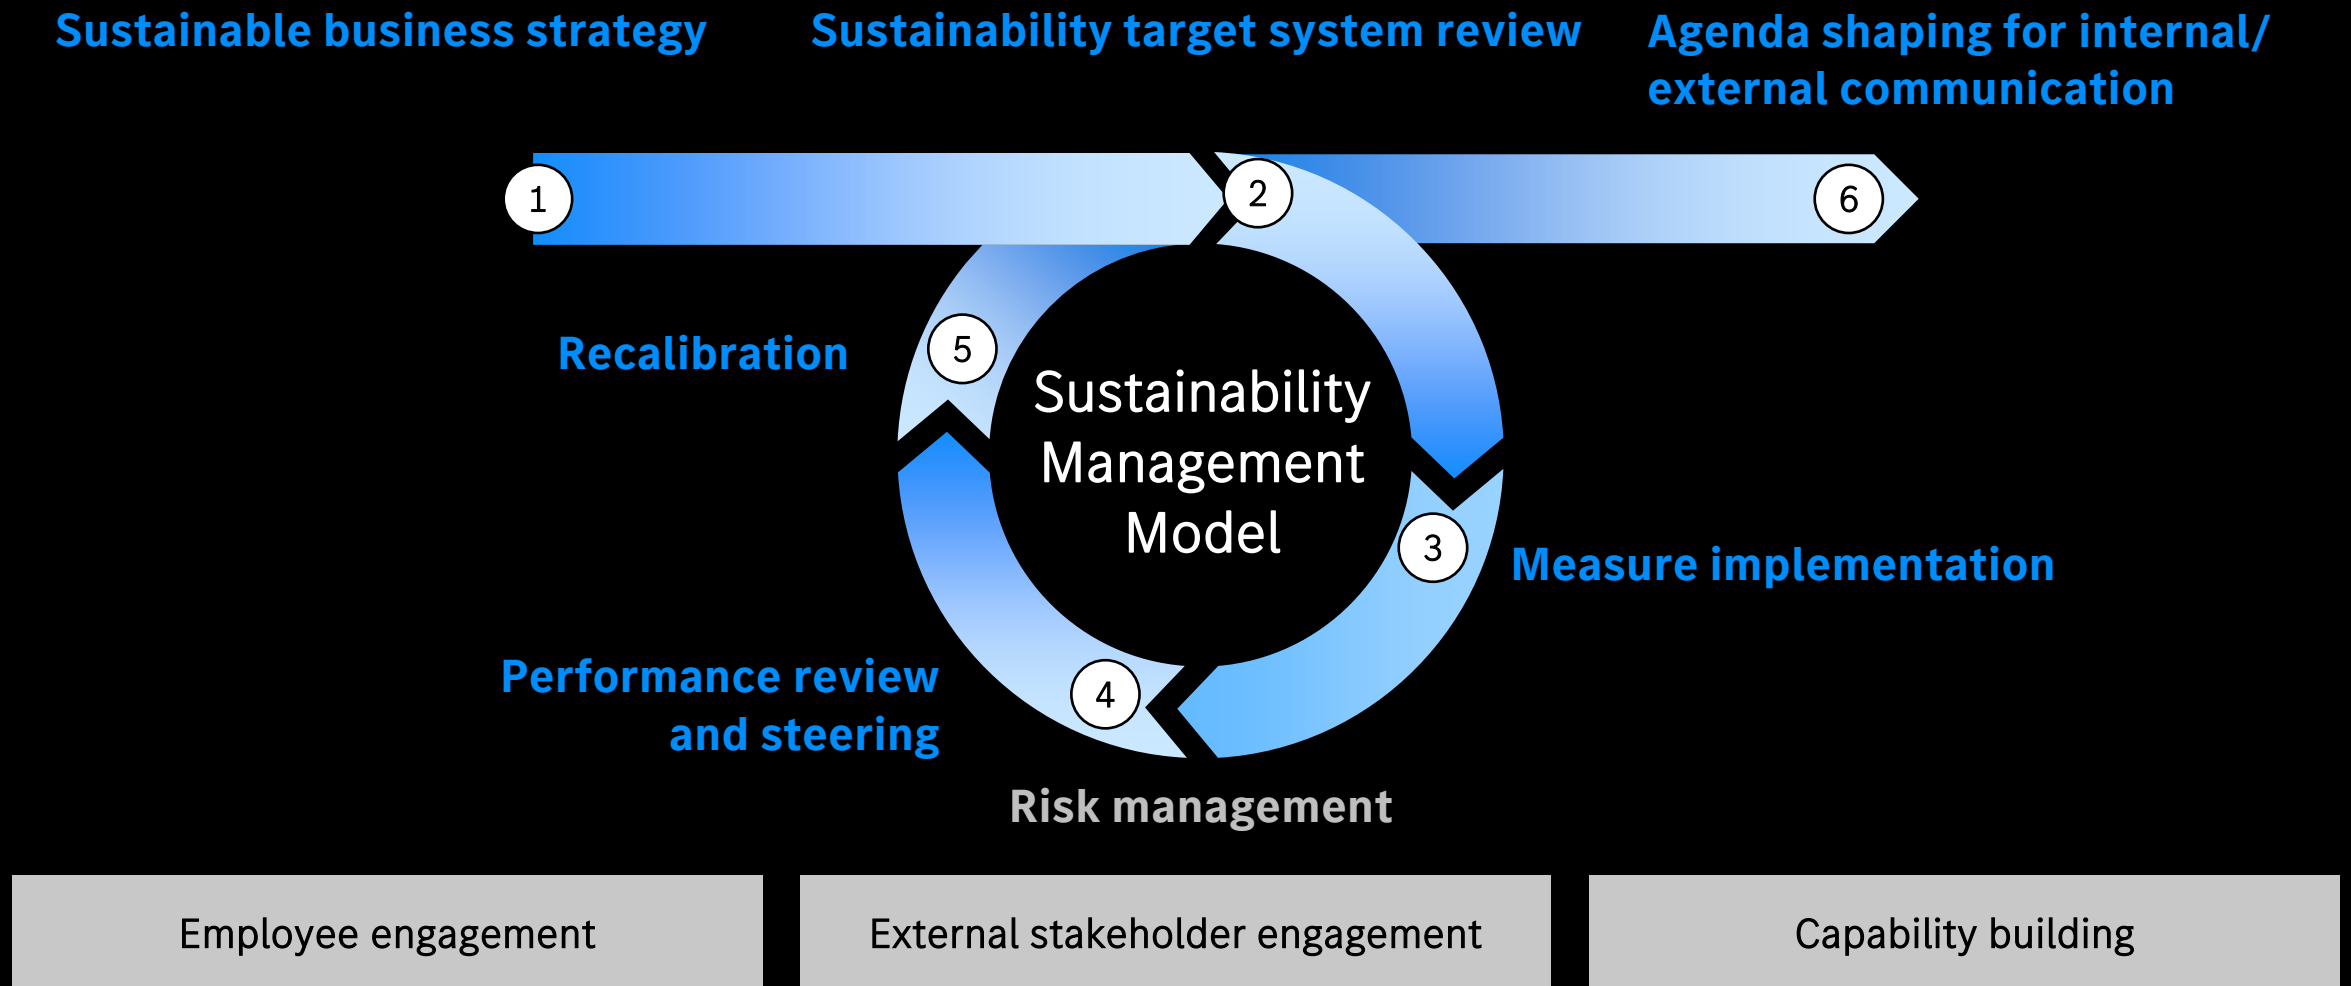 Sustainable business strategy
Sustainability target system review
Agenda shaping for internal/
external communication
1
2
6
Recalibration
5
Sustainability
Management
Model
3
Measure implementation
Performance review
and steering
4
Risk management
Employee engagement
External stakeholder engagement
Capability building